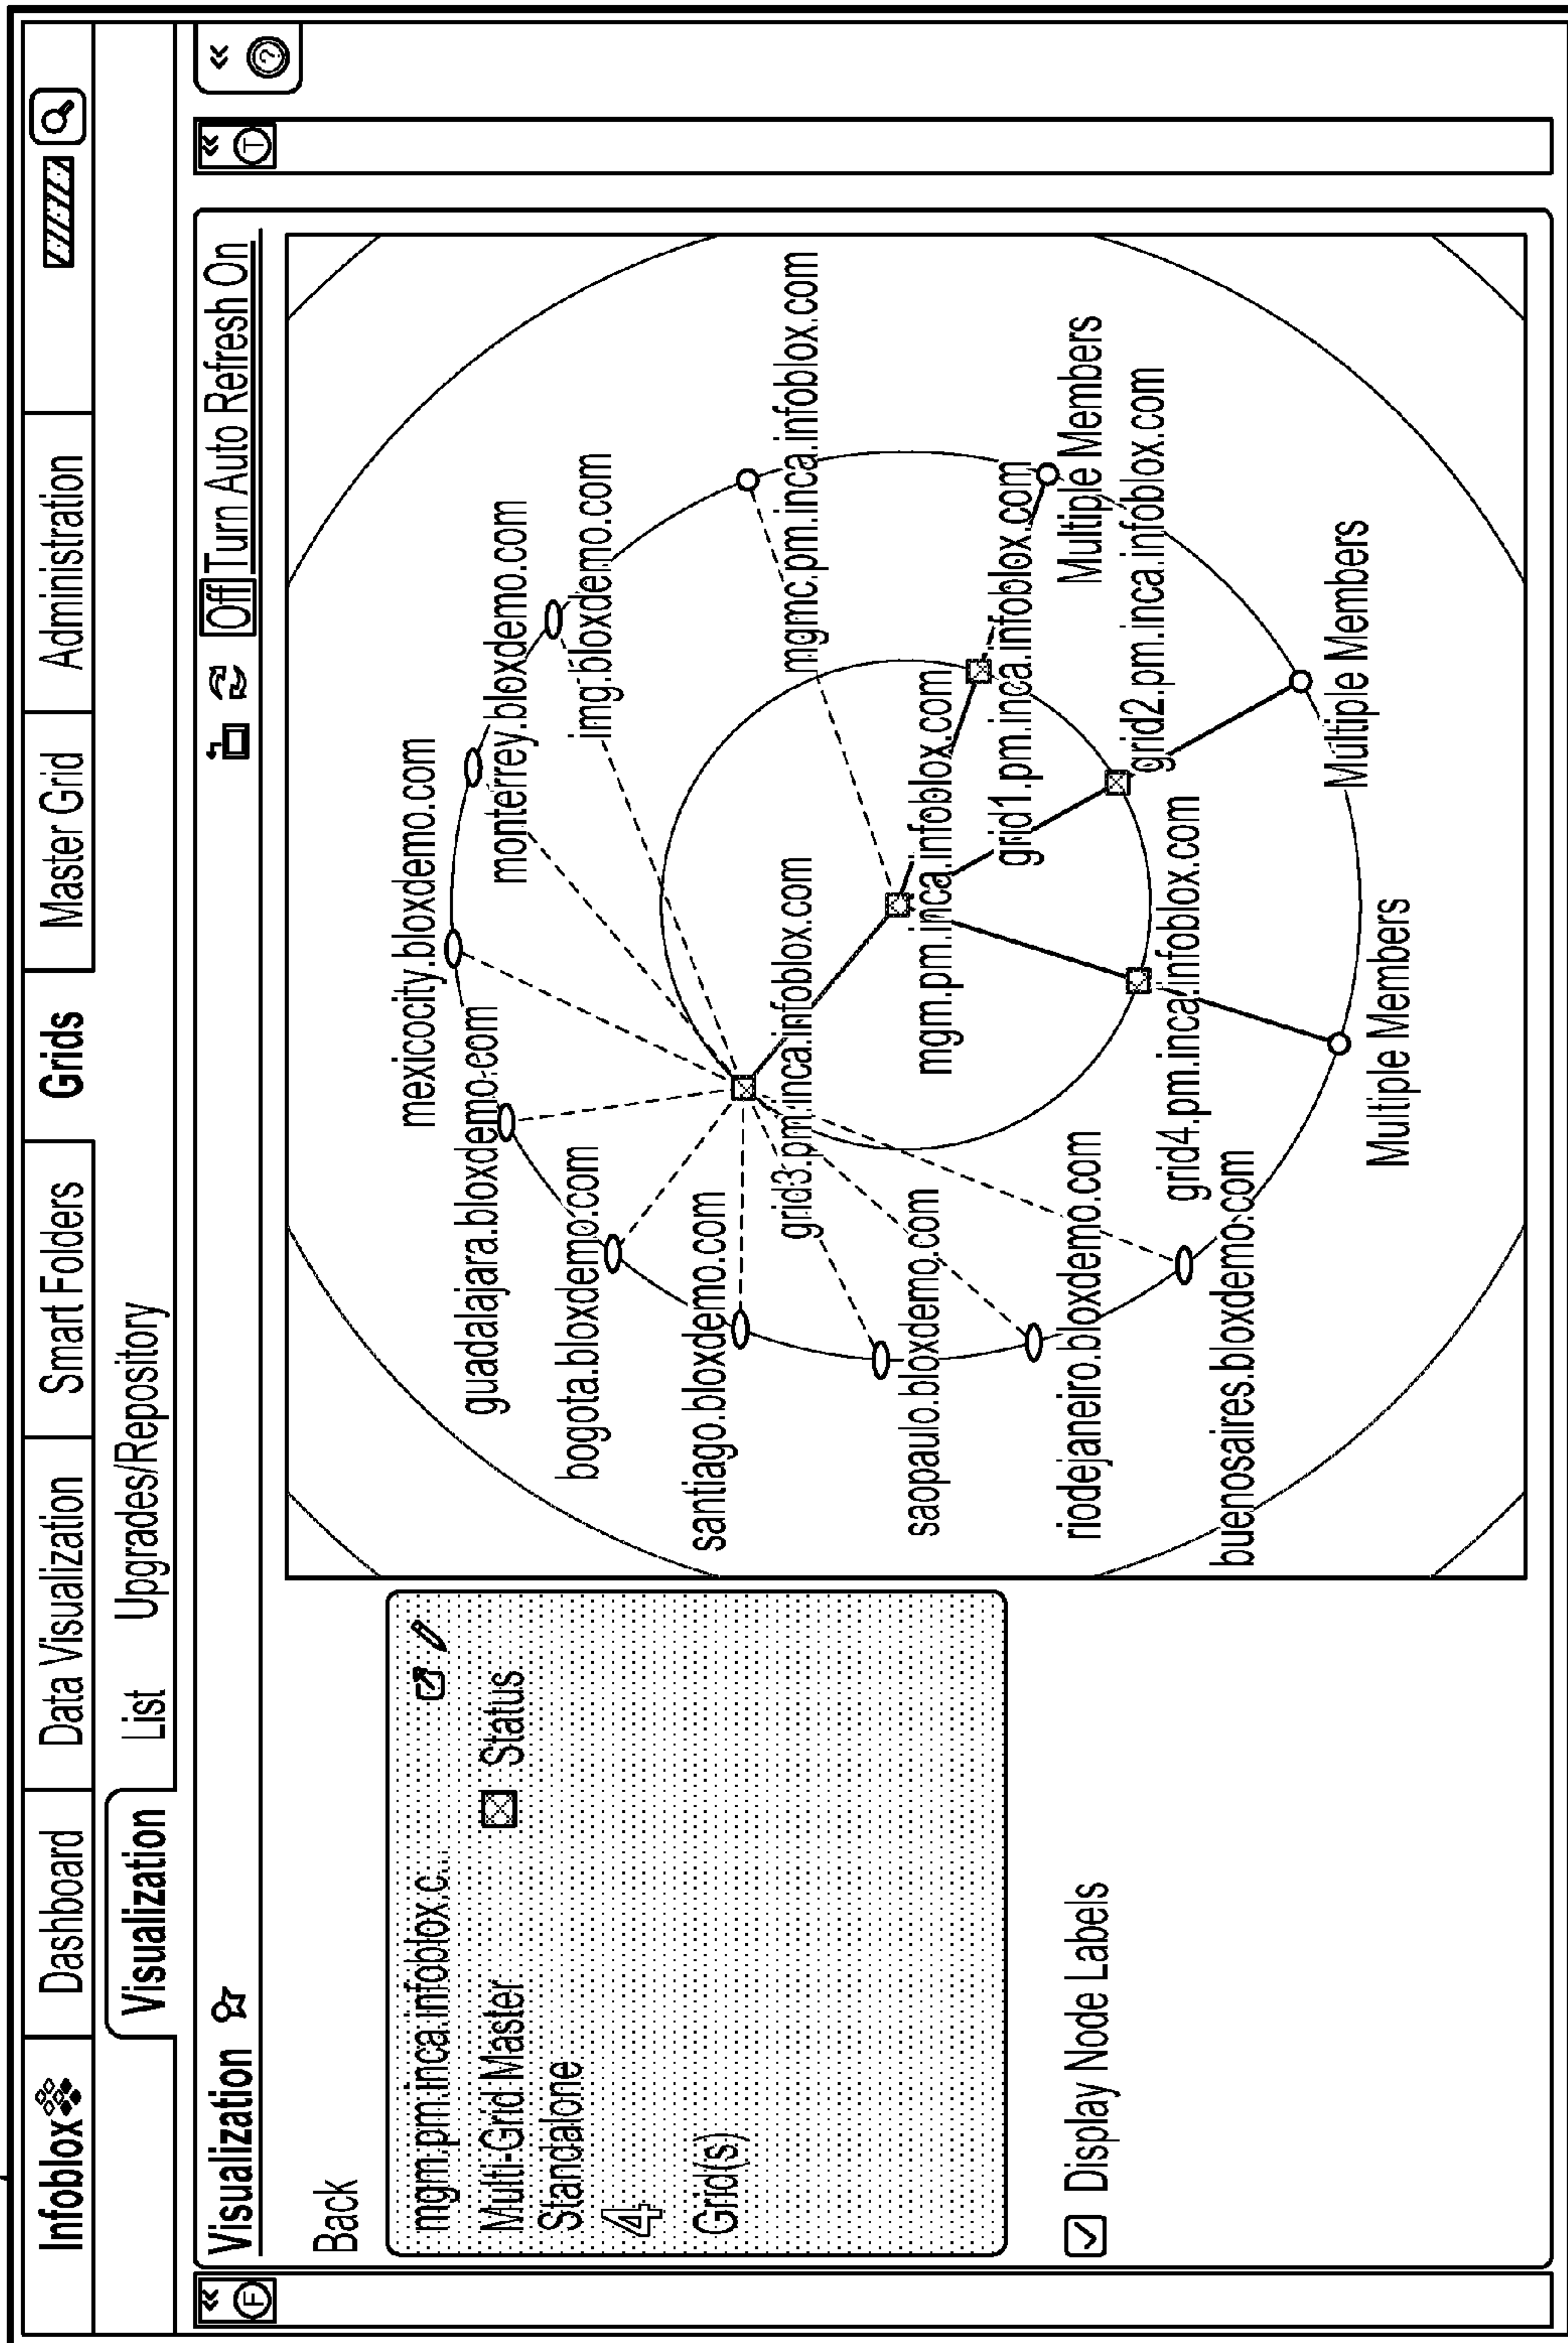 Infoblox
Dashboard
Data Visualization
Smart Folders
Grids
Master Grid
Administration
Visualization
List
Upgrades/Repository
Visualization
Off Turn Auto Refresh On
F
T
?
Back
mgm.pm.inca.infoblox.c...
Multi-Grid Master
Status
Standalone
4
Grid(s)
Display Node Labels
mexicocity.bloxdemo.com
guadalajara.bloxdemo.com
monterrey.bloxdemo.com
bogota.bloxdemo.com
img.bloxdemo.com
santiago.bloxdemo.com
grid3.pm.inca.infoblox.com
mgmc.pm.inca.infoblox.com
saopaulo.bloxdemo.com
mgm.pm.inca.infoblox.com
grid1.pm.inca.infoblox.com
riodejaneiro.bloxdemo.com
Multiple Members
grid4.pm.inca.infoblox.com
grid2.pm.inca.infoblox.com
buenosaires.bloxdemo.com
Multiple Members
Multiple Members